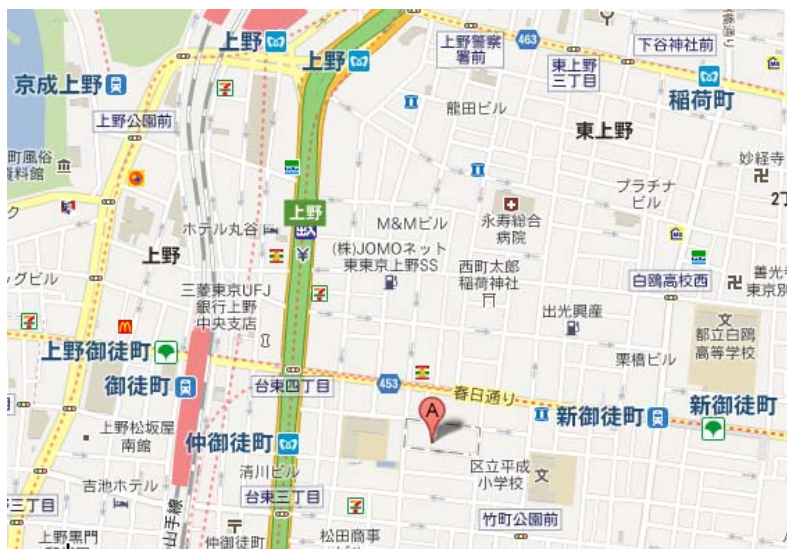 上野
上野
上野警察
署前
463
下谷神社前
京成上野
東上野
三丁目
稲荷町
上野公園前
龍田ビル
東上野
町風俗
資料館
妙経寺
プラチナ
ビル
2丁
上野
ホテル丸谷
M&Mビル
永寿総合
病院
上野
(株)JOMOネット
東東京上野SS
西町太郎
稲荷神社
白鴎高校西
善光寺
東京別
ッグビル
三菱東京UFJ
銀行上野
中央支店
出光興産
都立白鴎
高等学校
上野御徒町
栗橋ビル
御徒町
台東四丁目
453
春日通り
A
新御徒町
新御徒町
上野松坂屋
南館
仲御徒町
清川ビル
区立平成
小学校
吉池ホテル
台東三丁目
竹町公園前
野三丁目
山手線
上野黒門
仲御徒町
松田商事